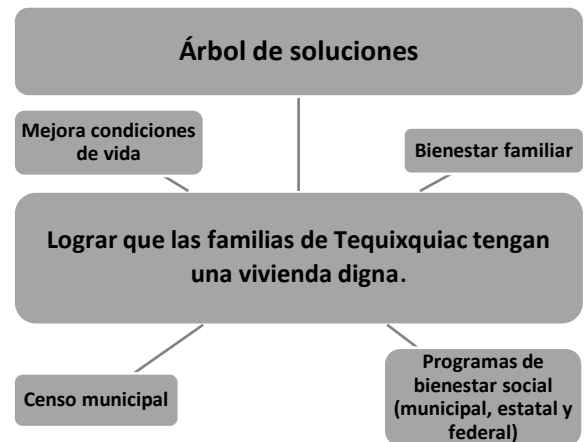 Árbol de soluciones
Mejora condiciones
de vida
Bienestar familiar
Lograr que las familias de Tequixquiac tengan
una vivienda digna.
Censo municipal
Programas de
bienestar social
(municipal, estatal y
federal)